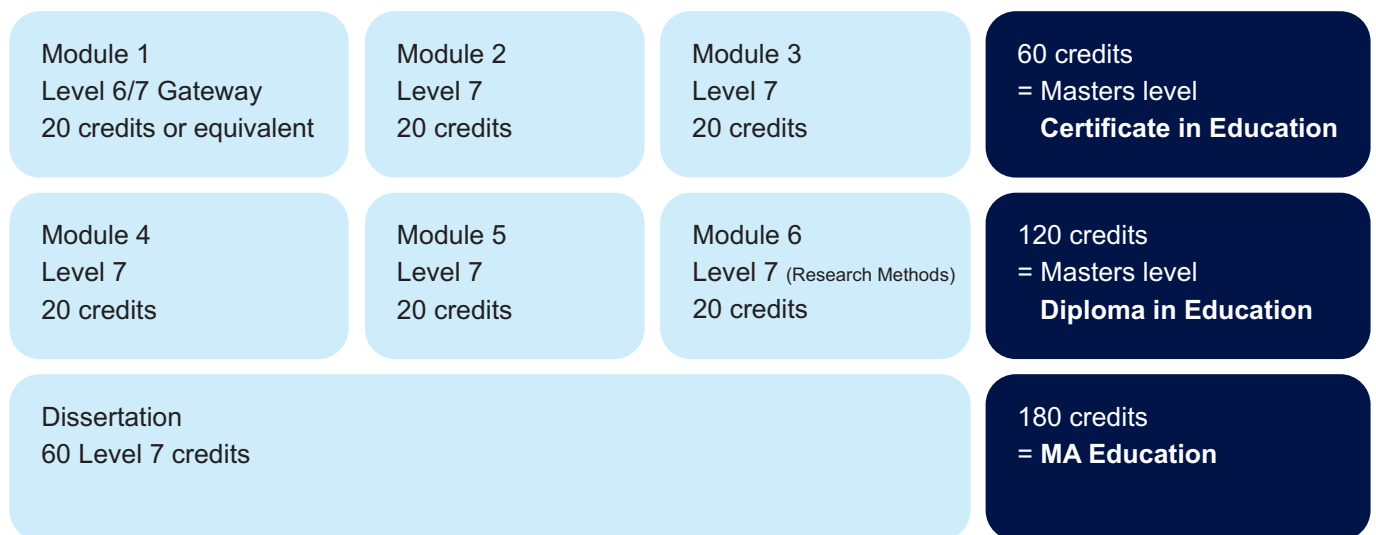 Module 1
Level 6/7 Gateway
20 credits or equivalent
Module 2
Level 7
20 credits
Module 3
Level 7
20 credits
60 credits
= Masters level
Certificate in Education
Module 4
Level 7
20 credits
Module 5
Level 7
20 credits
Module 6
Level 7 (Research Methods)
20 credits
120 credits
= Masters level
Diploma in Education
Dissertation
60 Level 7 credits
180 credits
= MA Education